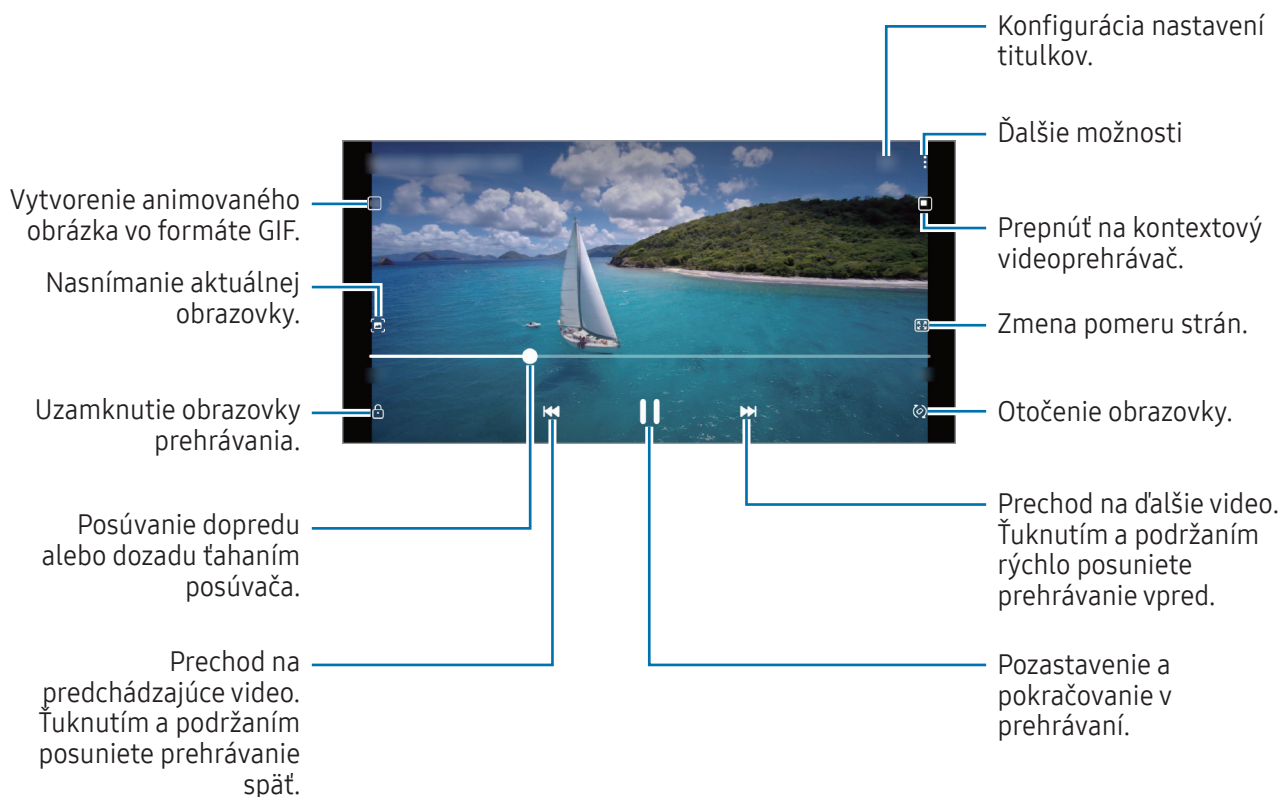 Konfigurácia nastavení
titulkov.
Ďalšie možnosti
Vytvorenie animovaného
obrázka vo formáte GIF.
Prepnúť na kontextový
videoprehrávač.
Nasnímanie aktuálnej
obrazovky.
Zmena pomeru strán.
Uzamknutie obrazovky
prehrávania.
Otočenie obrazovky.
Posúvanie dopredu
alebo dozadu ťahaním
posúvača.
Prechod na ďalšie video.
Ťuknutím a podržaním
rýchlo posuniete
prehrávanie vpred.
Prechod na
predchádzajúce video.
Ťuknutím a podržaním
posuniete prehrávanie
späť.
Pozastavenie a
pokračovanie v
prehrávaní.